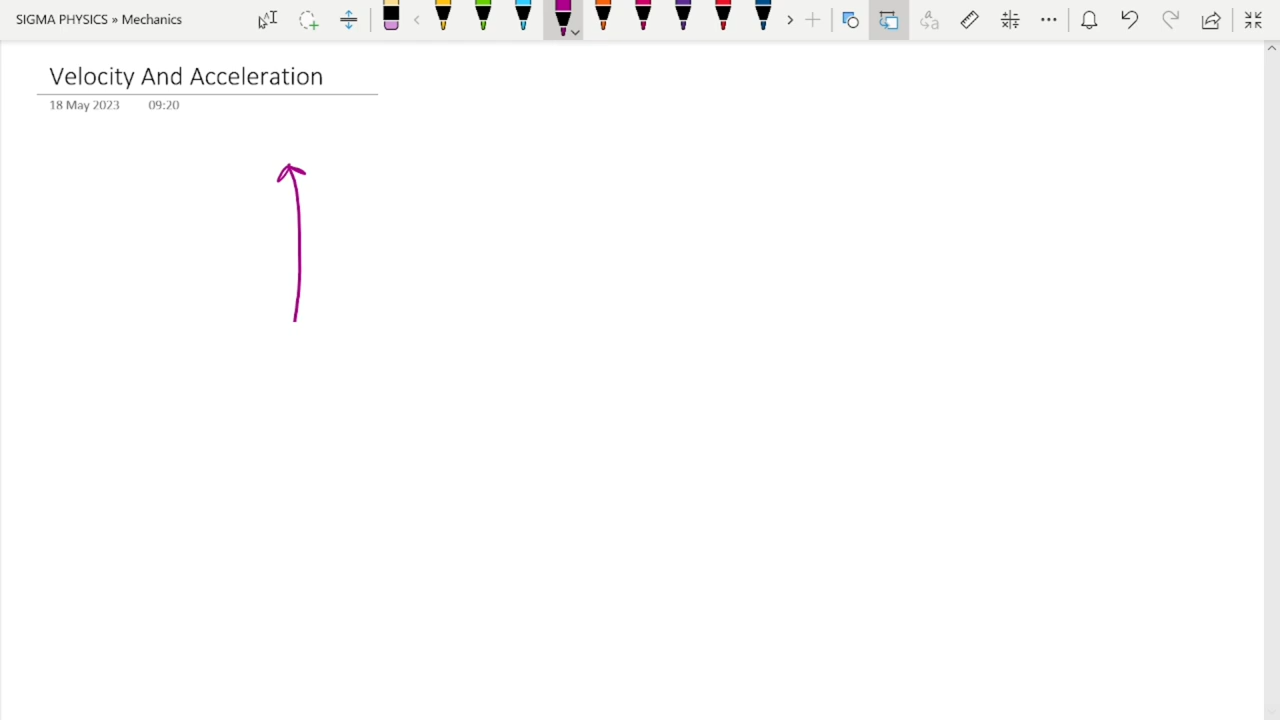 SIGMA PHYSICS » Mechanics
Velocity And Acceleration
18 May 2023 09:20